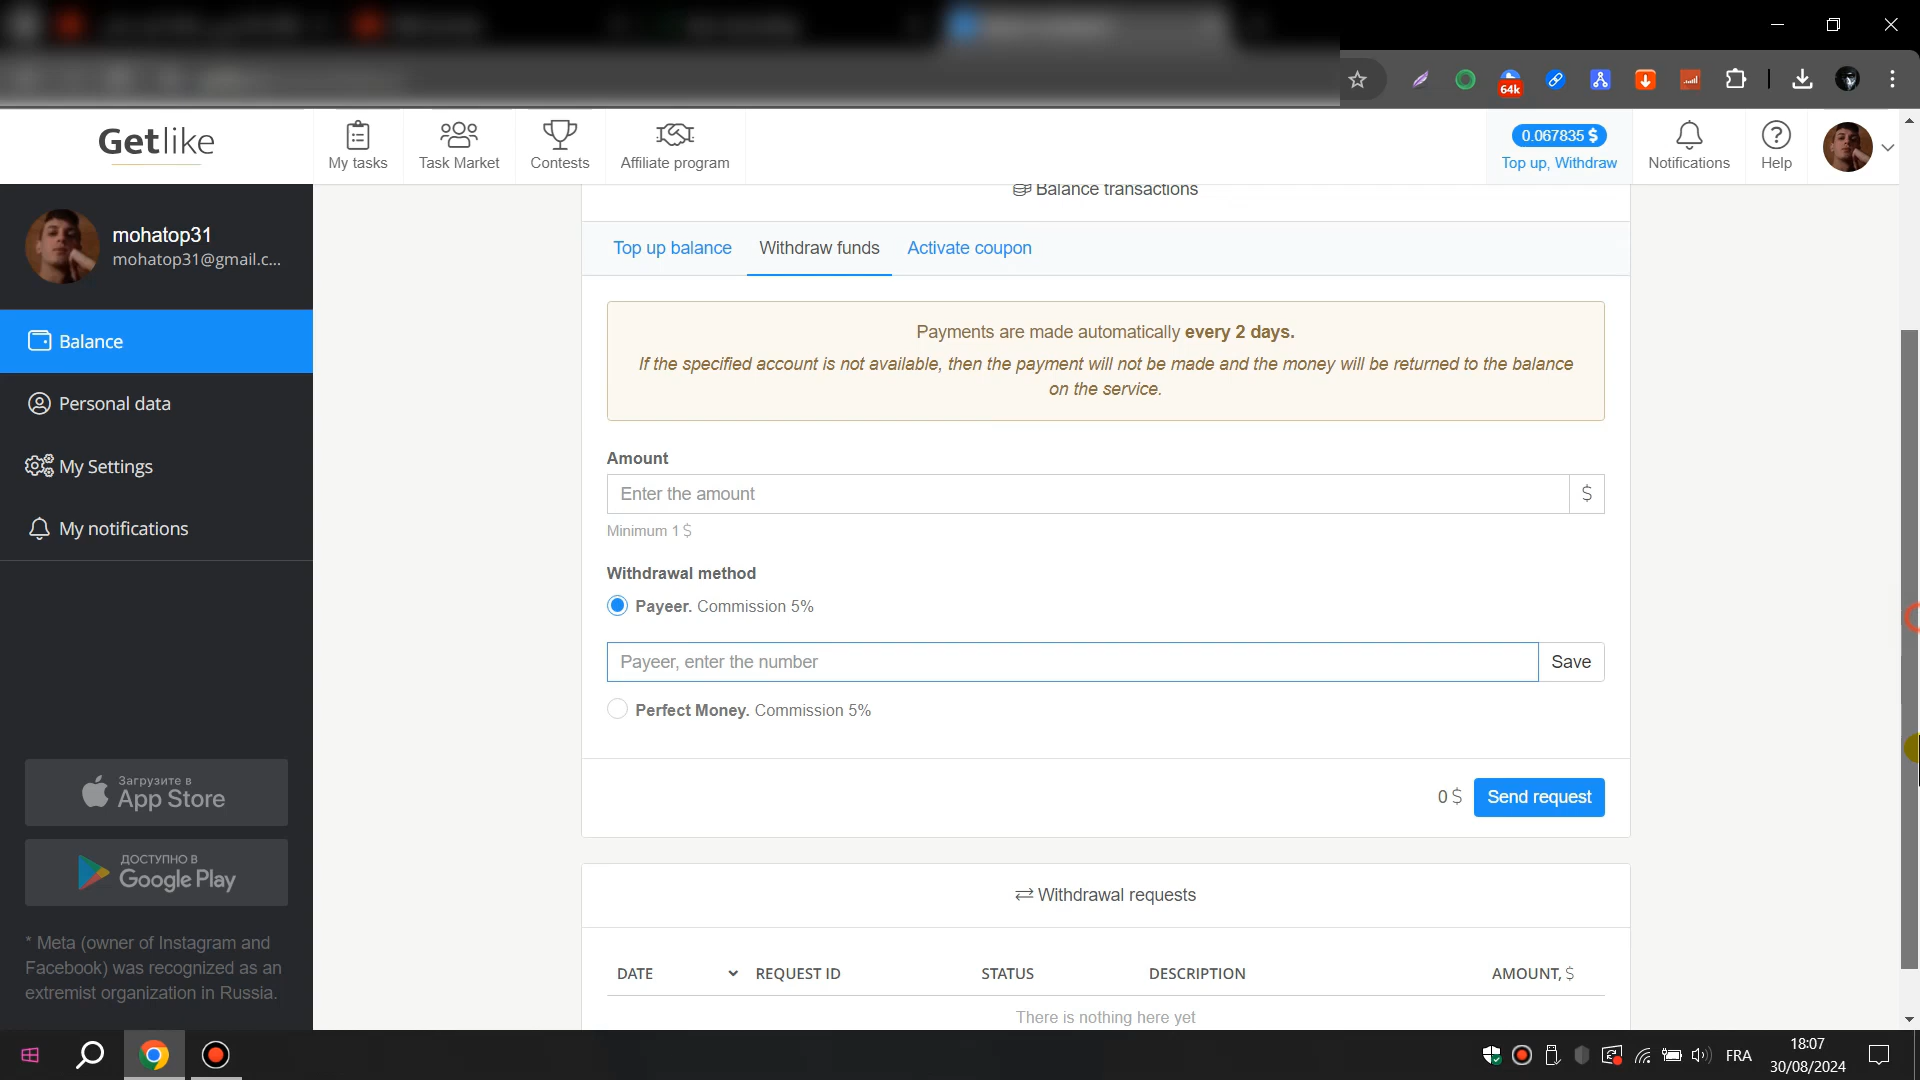 64k
Getlike
My tasks
Task Market
Contests
Affiliate program
0.067835 $
Top up, Withdraw
Notifications
Help
mohatop31
mohatop31@gmail.c...
Balance
Personal data
My Settings
My notifications
Загрузите в
App Store
ДОСТУПНО В
Google Play
* Meta (owner of Instagram and
Facebook) was recognized as an
extremist organization in Russia.
Balance transactions
Top up balance
Withdraw funds
Activate coupon
Payments are made automatically every 2 days.
If the specified account is not available, then the payment will not be made and the money will be returned to the balance
on the service.
Amount
Enter the amount
$
Minimum 1 $
Withdrawal method
Payeer. Commission 5%
Payeer, enter the number
Save
Perfect Money. Commission 5%
0 $
Send request
Withdrawal requests
DATE
REQUEST ID
STATUS
DESCRIPTION
AMOUNT, $
There is nothing here yet
FRA
18:07
30/08/2024